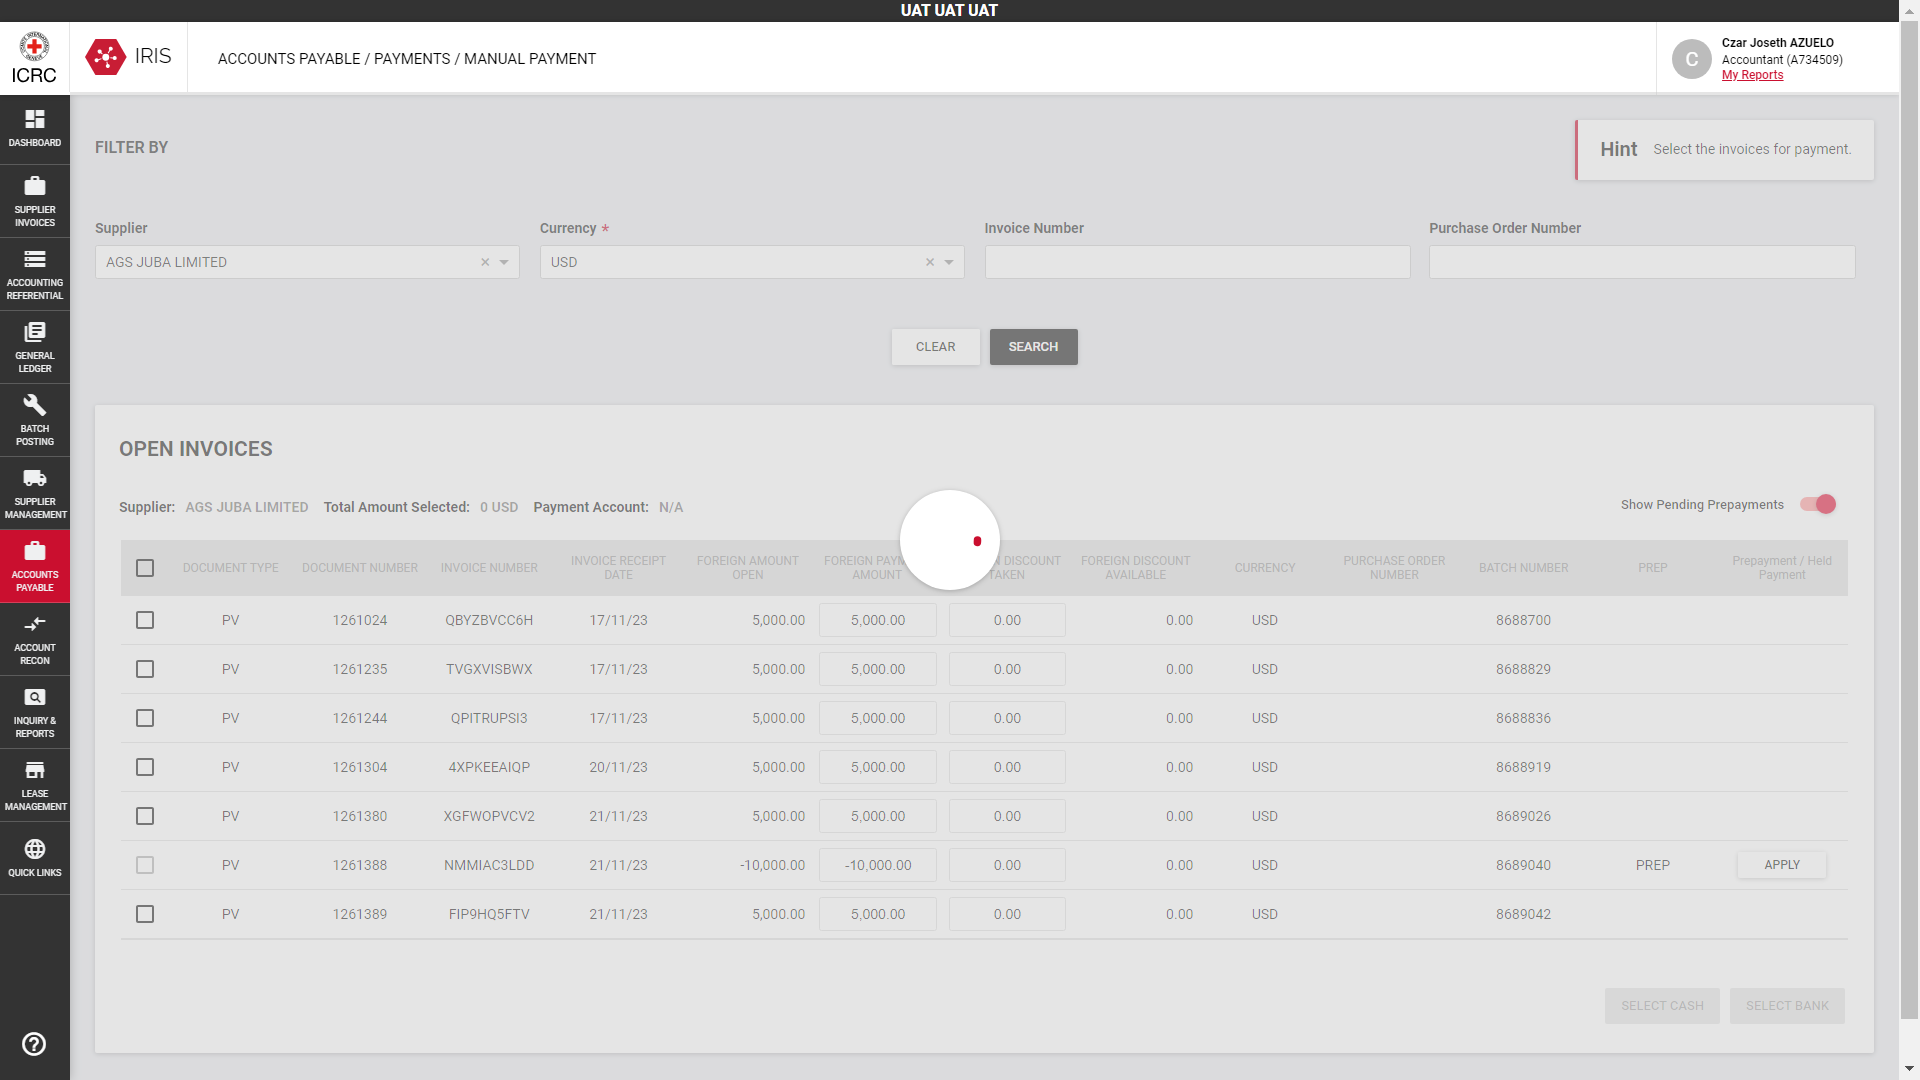 UAT UAT UAT
ICRC
IRIS
ACCOUNTS PAYABLE / PAYMENTS / MANUAL PAYMENT
C
Czar Joseth AZUELO
Accountant (A734509)
My Reports
DASHBOARD
SUPPLIER
INVOICES
ACCOUNTING
REFERENTIAL
GENERAL
LEDGER
BATCH
POSTING
SUPPLIER
MANAGEMENT
ACCOUNTS
PAYABLE
ACCOUNT
RECON
INQUIRY &
REPORTS
LEASE
MANAGEMENT
QUICK LINKS
FILTER BY
Hint Select the invoices for payment.
Supplier Currency * Invoice Number Purchase Order Number
AGS JUBA LIMITED × USD ×
CLEAR SEARCH
OPEN INVOICES
Supplier: AGS JUBA LIMITED Total Amount Selected: 0 USD Payment Account: N/A
Show Pending Prepayments
DOCUMENT TYPE DOCUMENT NUMBER INVOICE NUMBER INVOICE RECEIPT DATE FOREIGN AMOUNT OPEN FOREIGN AMOUNT DISCOUNT TAKEN FOREIGN DISCOUNT AVAILABLE CURRENCY PURCHASE ORDER NUMBER BATCH NUMBER PREP Prepayment / Held Payment
PV 1261024 QBYZBVCC6H 17/11/23 5,000.00 5,000.00 0.00 0.00 USD 8688700
PV 1261235 TVGXVISBWX 17/11/23 5,000.00 5,000.00 0.00 0.00 USD 8688829
PV 1261244 QPITRUPSI3 17/11/23 5,000.00 5,000.00 0.00 0.00 USD 8688836
PV 1261304 4XPKEEAIQP 20/11/23 5,000.00 5,000.00 0.00 0.00 USD 8688919
PV 1261380 XGFWOPVCV2 21/11/23 5,000.00 5,000.00 0.00 0.00 USD 8689026
PV 1261388 NMMIAC3LDD 21/11/23 -10,000.00 -10,000.00 0.00 0.00 USD 8689040 PREP APPLY
PV 1261389 FIP9HQ5FTV 21/11/23 5,000.00 5,000.00 0.00 0.00 USD 8689042
SELECT CASH SELECT BANK